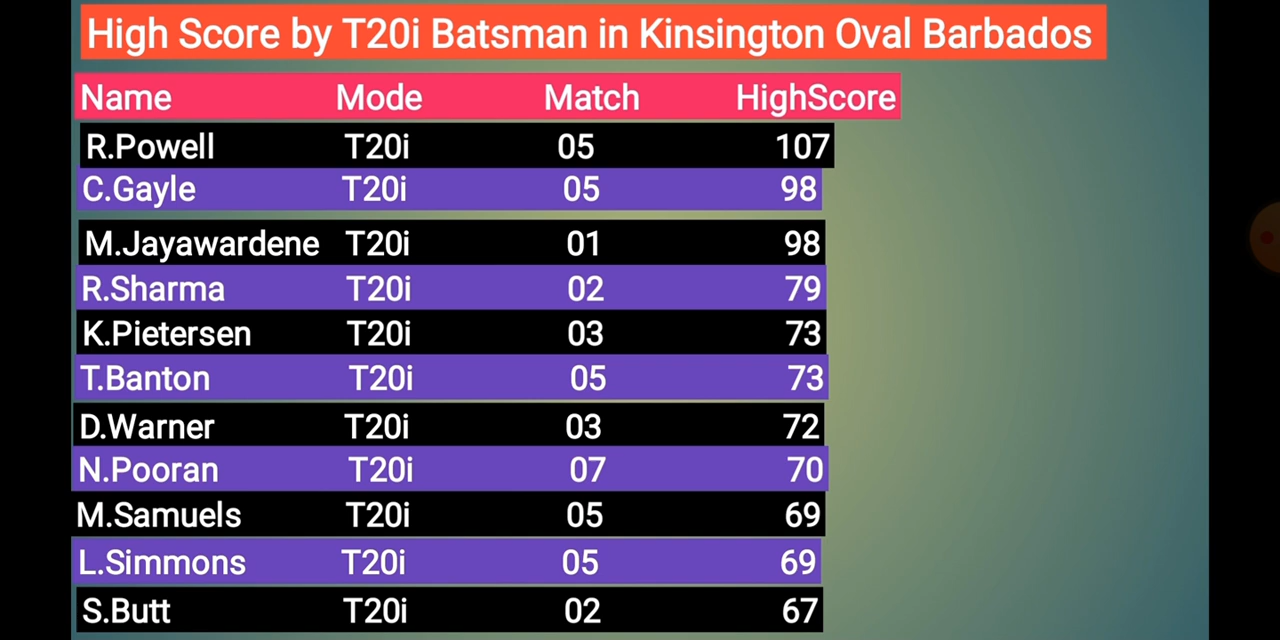 High Score by T20i Batsman in Kinsington Oval Barbados
Name Mode Match HighScore
R.Powell T20i 05 107
C.Gayle T20i 05 98
M.Jayawardene T20i 01 98
R.Sharma T20i 02 79
K.Pietersen T20i 03 73
T.Banton T20i 05 73
D.Warner T20i 03 72
N.Pooran T20i 07 70
M.Samuels T20i 05 69
L.Simmons T20i 05 69
S.Butt T20i 02 67